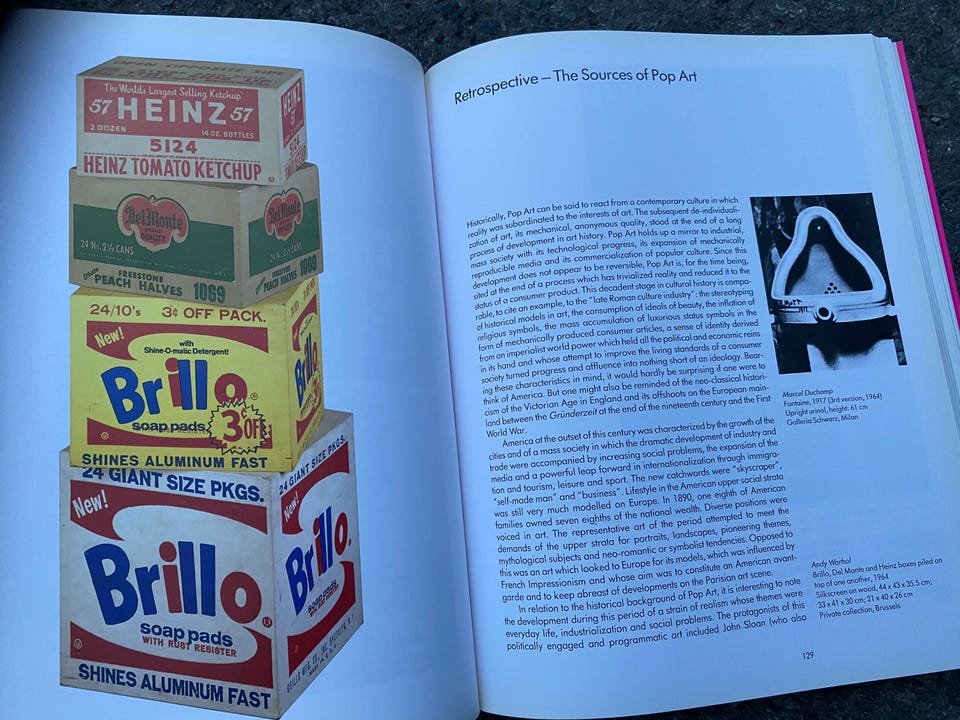 OPEN OPPOSITE SIDE
"The World's Largest Selling Ketchup"
57 HEINZ 57
2 DOZEN 14 OZ. BOTTLES
5124
HEINZ TOMATO KETCHUP
57
HEINZ
57
5124
Del Monte
BRAND
QUALITY
24 No. 2½ CANS
FREESTONE
PEACH HALVES 1069
Del Monte
QUALITY
24 No. 2½ CANS
FREESTONE
PEACH HALVES
24/10's 3¢ OFF PACK.
New!
with
Shine-O-matic Detergent!
Brillo®
soap pads
3¢ OFF
SHINES ALUMINUM FAST
Brillo
24 GIANT SIZE PKGS.
New!
Brillo®
soap pads
WITH RUST RESISTER
SHINES ALUMINUM FAST
24 GIANT SIZE PKGS.
New!
Brillo®
soap pads
WITH RUST RESISTER
BRILLO MFG. CO., INC. BROOKLYN, N.Y.
Retrospective – The Sources of Pop Art
Historically, Pop Art can be said to react from a contemporary culture in which
reality was subordinated to the interests of art. The subsequent de-individuali-
zation of art, its mechanical, anonymous quality, stood at the end of a long
process of development in art history. Pop Art holds up a mirror to industrial,
mass society with its technological progress, its expansion of mechanically
reproducible media and its commercialization of popular culture. Since this
development does not appear to be reversible, Pop Art is, for the time being,
sited at the end of a process which has trivialized reality and reduced it to the
status of a consumer product. This decadent stage in cultural history is compa-
rable, to cite an example, to the "late Roman culture industry": the stereotyping
of historical models in art, the consumption of ideals of beauty, the inflation of
religious symbols, the mass accumulation of luxurious status symbols in the
form of mechanically produced consumer articles, a sense of identity derived
from an imperialist world power which held all the political and economic reins
in its hand and whose attempt to improve the living standards of a consumer
society turned progress and affluence into nothing short of an ideology. Bear-
ing these characteristics in mind, it would hardly be surprising if one were to
think of America. But one might also be reminded of the neo-classical histori-
cism of the Victorian Age in England and its offshoots on the European main-
land between the Gründerzeit at the end of the nineteenth century and the First
World War.
America at the outset of this century was characterized by the growth of the
cities and of a mass society in which the dramatic development of industry and
trade were accompanied by increasing social problems, the expansion of the
media and a powerful leap forward in internationalization through immigra-
tion and tourism, leisure and sport. The new catchwords were "skyscraper",
"self-made man" and "business". Lifestyle in the American upper social strata
was still very much modelled on Europe. In 1890, one eighth of American
families owned seven eighths of the national wealth. Diverse positions were
voiced in art. The representative art of the period attempted to meet the
demands of the upper strata for portraits, landscapes, pioneering themes,
mythological subjects and neo-romantic or symbolist tendencies. Opposed to
this was an art which looked to Europe for its models, which was influenced by
French Impressionism and whose aim was to constitute an American avant-
garde and to keep abreast of developments on the Parisian art scene.
In relation to the historical background of Pop Art, it is interesting to note
the development during this period of a strain of realism whose themes were
everyday life, industrialization and social problems. The protagonists of this
politically engaged and programmatic art included John Sloan (who also
Marcel Duchamp
Fontaine, 1917 (3rd version, 1964)
Upright urinal, height: 61 cm
Galleria Schwarz, Milan
Andy Warhol
Brillo, Del Monte and Heinz boxes piled on
top of one another, 1964
Silkscreen on wood, 44 x 43 x 35.5 cm;
33 x 41 x 30 cm; 21 x 40 x 26 cm
Private collection, Brussels
129